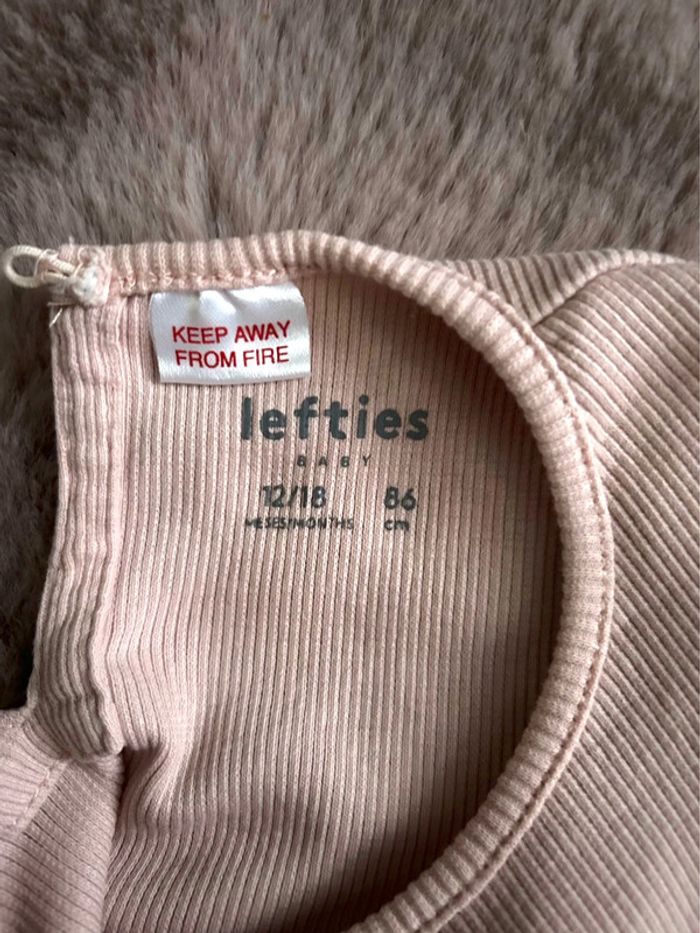 KEEP AWAY
FROM FIRE
lefties
BABY
12/18 86
MESES/MONTHS cm